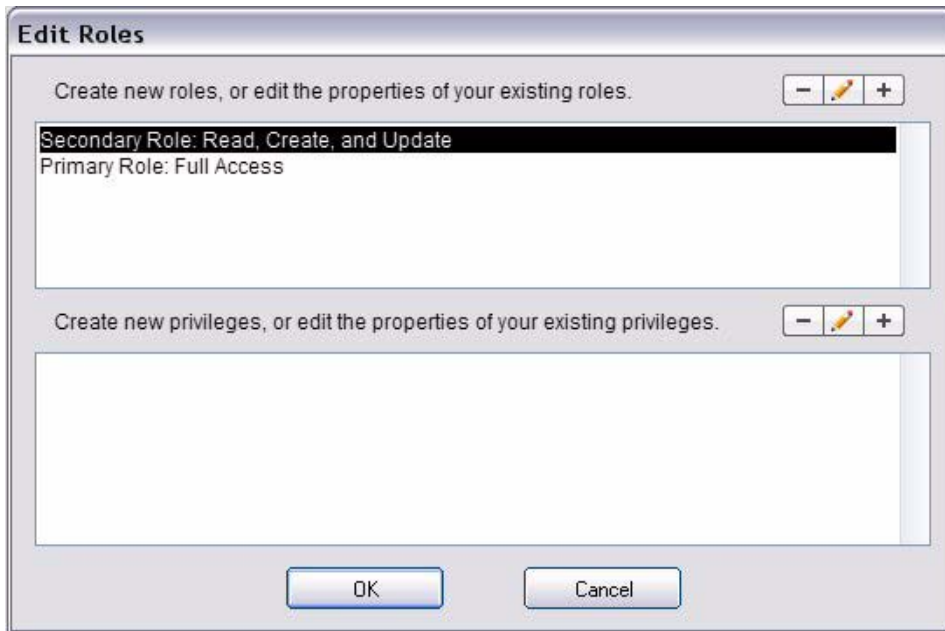 Edit Roles
Create new roles, or edit the properties of your existing roles.
Secondary Role: Read, Create, and Update
Primary Role: Full Access
Create new privileges, or edit the properties of your existing privileges.
OK
Cancel